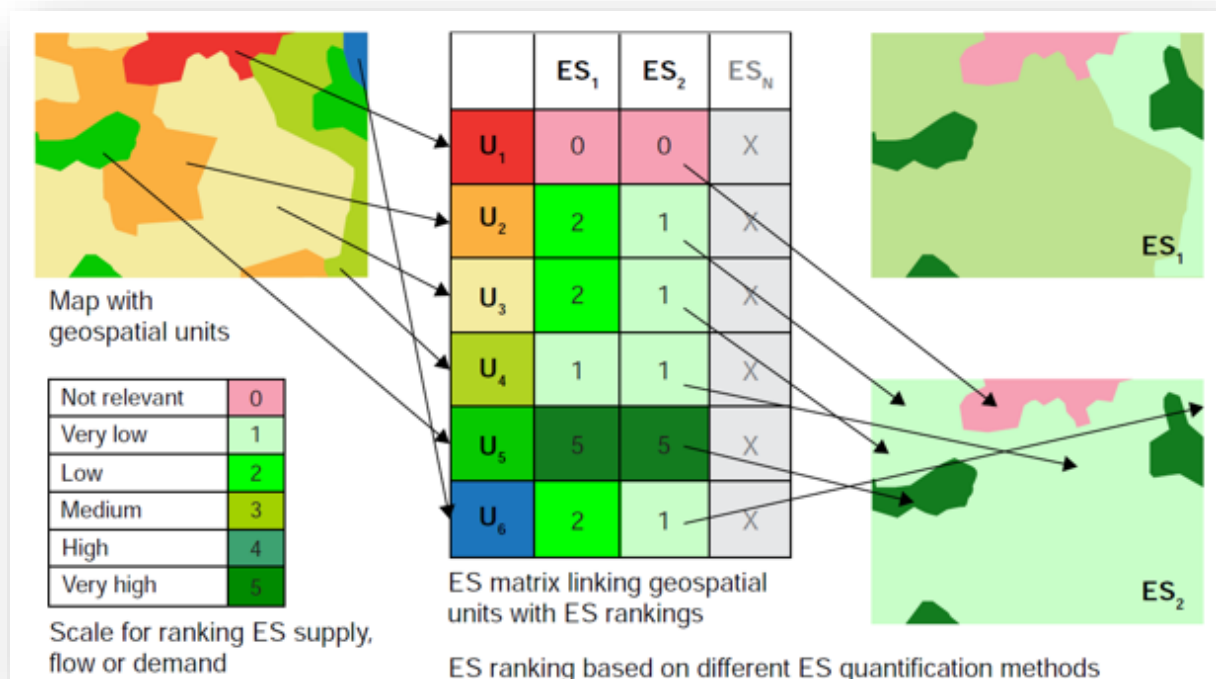 ES₁ ES₂ ES_N
U₁ 0 0 X
U₂ 2 1 X
U₃ 2 1 X
U₄ 1 1 X
U₅ 5 5 X
U₆ 2 1 X
Map with
geospatial units
Not relevant 0
Very low 1
Low 2
Medium 3
High 4
Very high 5
Scale for ranking ES supply,
flow or demand
ES matrix linking geospatial
units with ES rankings
ES₁
ES₂
ES ranking based on different ES quantification methods